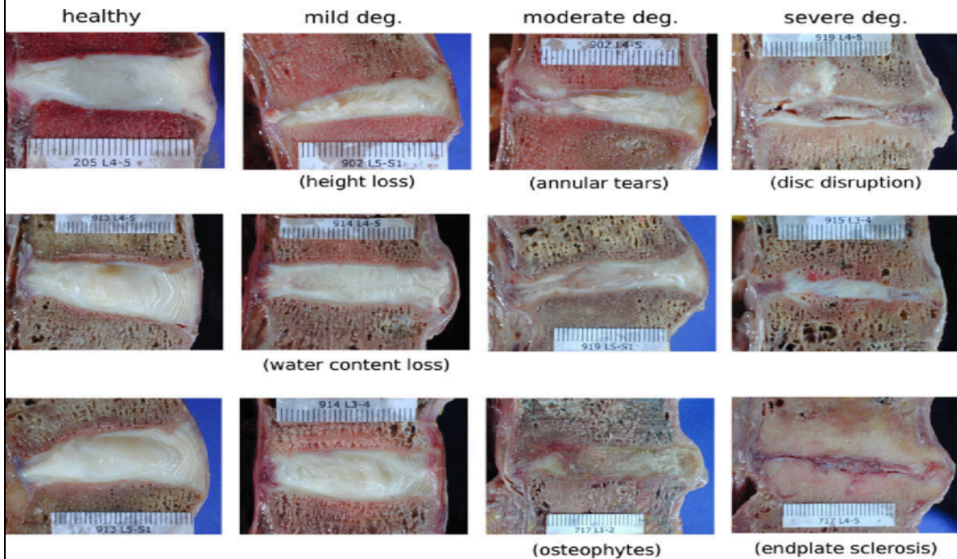 healthy mild deg. moderate deg. severe deg.
902 L4-5 919 L4-5
205 L4-5 902 L5-S1
(height loss) (annular tears) (disc disruption)
913 L4-5 914 L4-5 915 L3-4
919 L5-S1
(water content loss)
914 L3-4
913 L5-S1 717 L1-2 717 L4-5
(osteophytes) (endplate sclerosis)